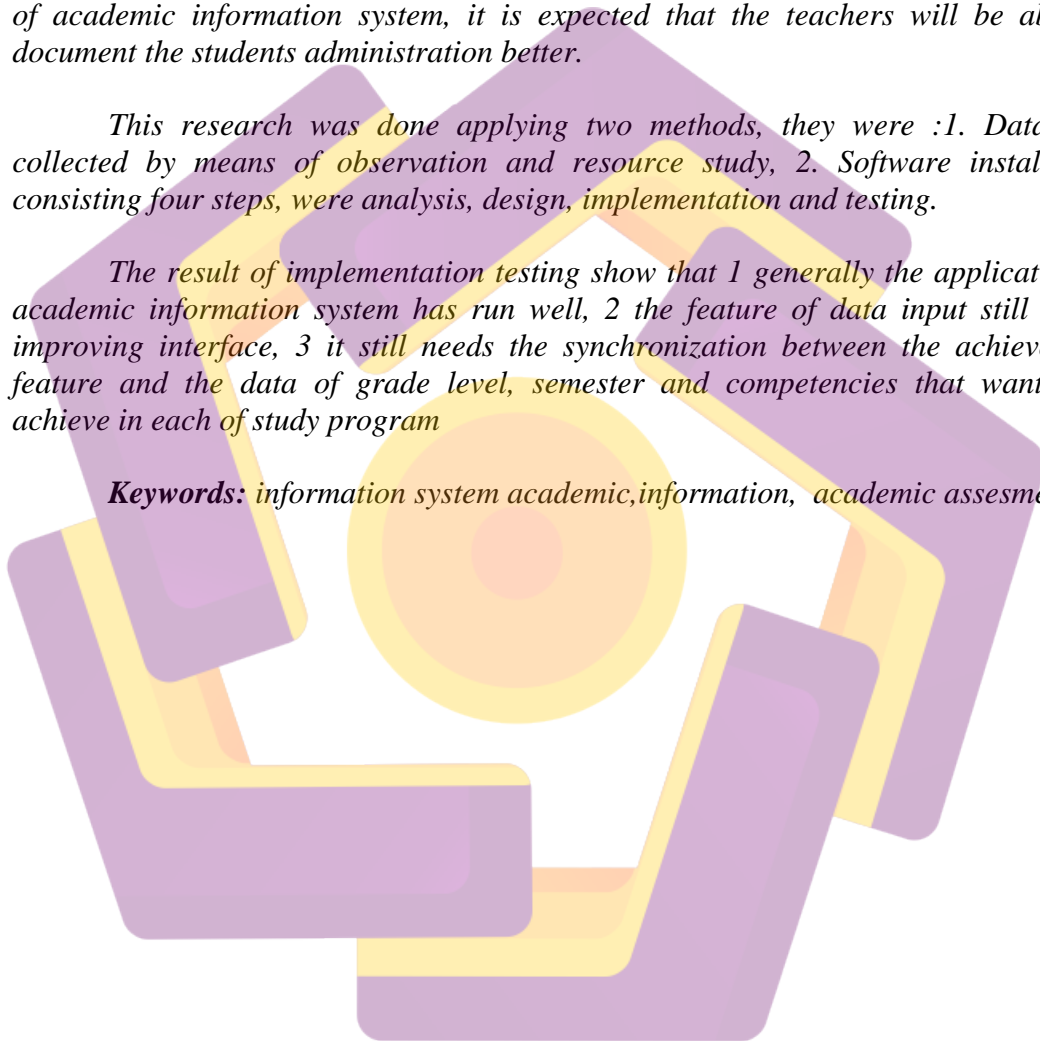 of academic information system, it is expected that the teachers will be
document the students administration better.
This research was done applying two methods, they were :1. Data
collected by means of observation and resource study, 2. Software
consisting four steps, were analysis, design, implementation and testing.
The result of implementation testing show that 1 generally the
academic information system has run well, 2 the feature of data input still
improving interface, 3 it still needs the synchronization between the
feature and the data of grade level, semester and competencies that want
achieve in each of study program
Keywords: information system academic,information, academic